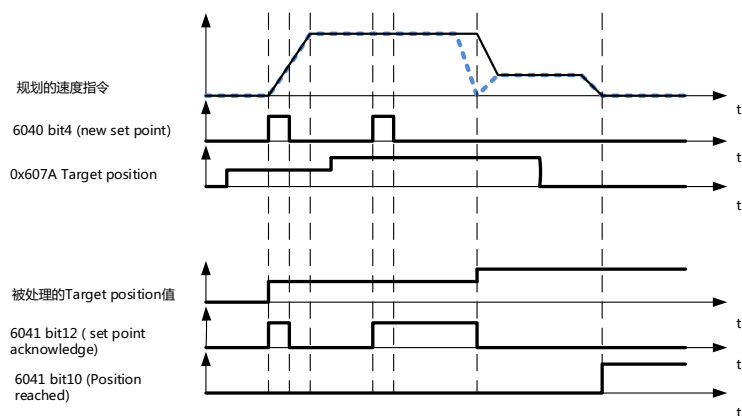 规划的速度指令
t
6040 bit4 (new set point)
t
0x607A Target position
t
被处理的Target position值
t
6041 bit12 ( set point
acknowledge)
t
6041 bit10 (Position
reached)
t